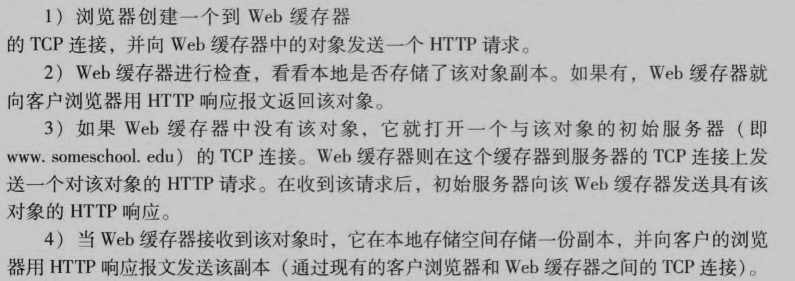 1）浏览器创建一个到 Web 缓存器
的 TCP 连接，并向 Web 缓存器中的对象发送一个 HTTP 请求。
2）Web 缓存器进行检查，看看本地是否存储了该对象副本。如果有，Web 缓存器就
向客户浏览器用 HTTP 响应报文返回该对象。
3）如果 Web 缓存器中没有该对象，它就打开一个与该对象的初始服务器（即
www. someschool. edu）的 TCP 连接。Web 缓存器则在这个缓存器到服务器的 TCP 连接上发
送一个对该对象的 HTTP 请求。在收到该请求后，初始服务器向该 Web 缓存器发送具有该
对象的 HTTP 响应。
4）当 Web 缓存器接收到该对象时，它在本地存储空间存储一份副本，并向客户的浏览
器用 HTTP 响应报文发送该副本（通过现有的客户浏览器和 Web 缓存器之间的 TCP 连接）。